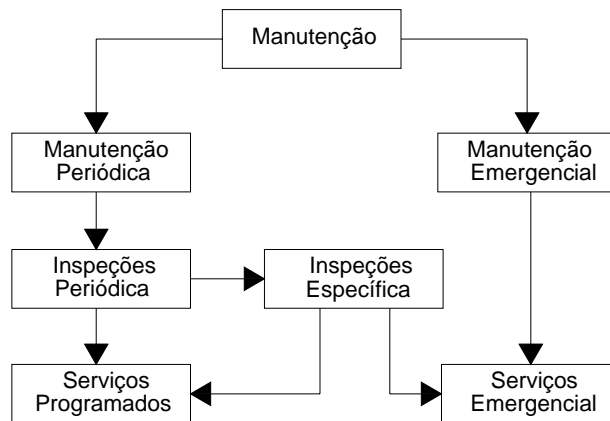 Manutenção
Manutenção
Periódica
Manutenção
Emergencial
Inspeções
Periódica
Inspeções
Específica
Serviços
Programados
Serviços
Emergencial